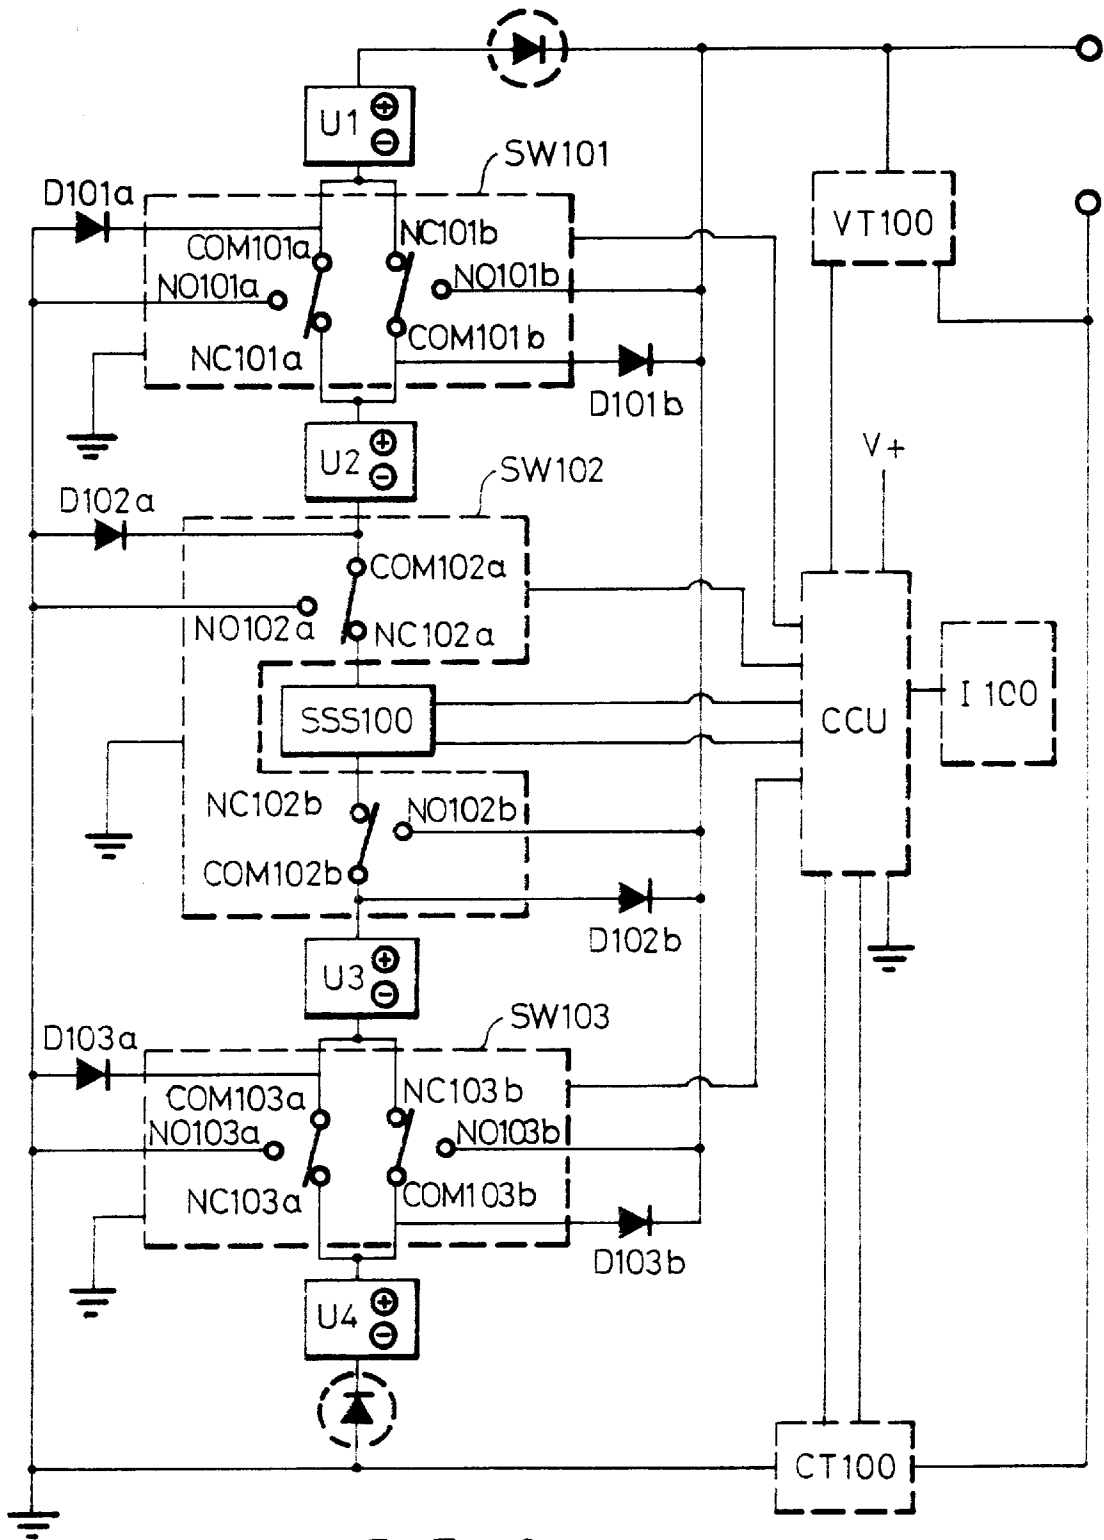 U1
SW101
D101a
VT100
COM101a
NC101b
NO101a
NO101b
NC101a
COM101b
D101b
U2
V+
SW102
D102a
COM102a
NO102a
NC102a
SSS100
CCU
I 100
NC102b
NO102b
COM102b
D102b
U3
SW103
D103a
COM103a
NC103b
NO103a
NO103b
NC103a
COM103b
D103b
U4
CT100